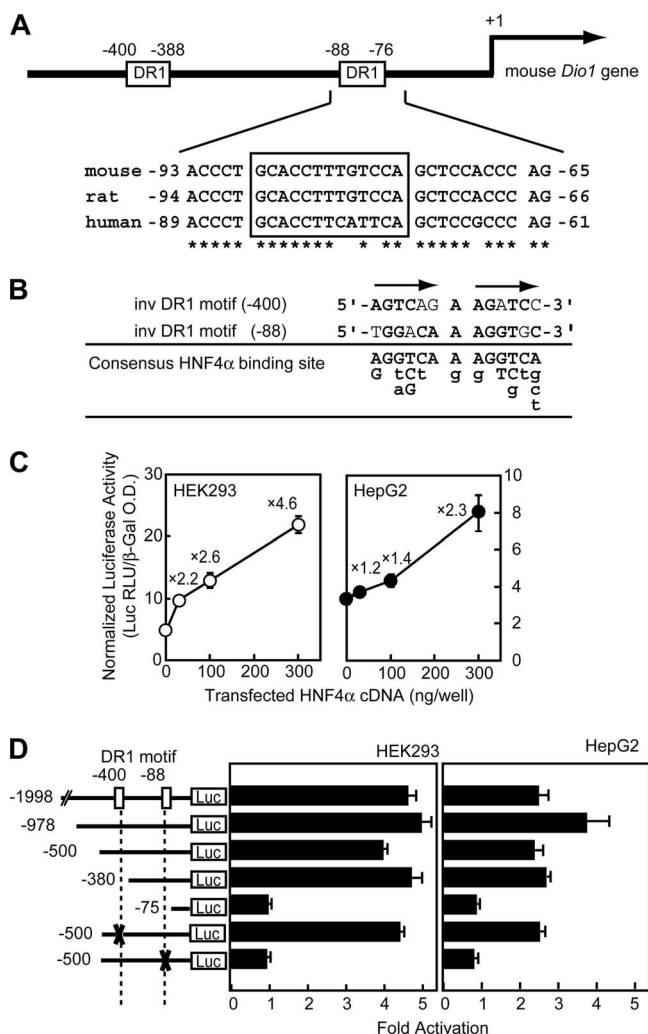 A
+1
-400 -388 -88 -76
DR1 DR1
mouse Dio1 gene
mouse -93 ACCCT GCACCTTTGTCCA GCTCCACCC AG -65
rat -94 ACCCT GCACCTTTGTCCA GCTCCACCC AG -66
human -89 ACCCT GCACCTTCATTCA GCTCCGCCC AG -61
***** ******* * ** ***** *** **
B
inv DR1 motif (-400) 5'-AGTCAG A AGATCC-3'
inv DR1 motif (-88) 5'-TGGACA A AGGTGC-3'
Consensus HNF4α binding site AGGTCA A AGGTCA
G tCt g g TCtg
aG g c
t
C
Normalized Luciferase Activity
(Luc RLU/β-Gal O.D.)
30 HEK293 HepG2 10
×4.6 ×2.3 8
20
×2.6 6
×2.2 ×1.2 ×1.4
10 4
2
0 0
0 100 200 300 0 100 200 300
Transfected HNF4α cDNA (ng/well)
D
DR1 motif HEK293 HepG2
-400 -88
-1998 Luc
-978 Luc
-500 Luc
-380 Luc
-75 Luc
-500 X Luc
-500 X Luc
0 1 2 3 4 5 0 1 2 3 4 5
Fold Activation